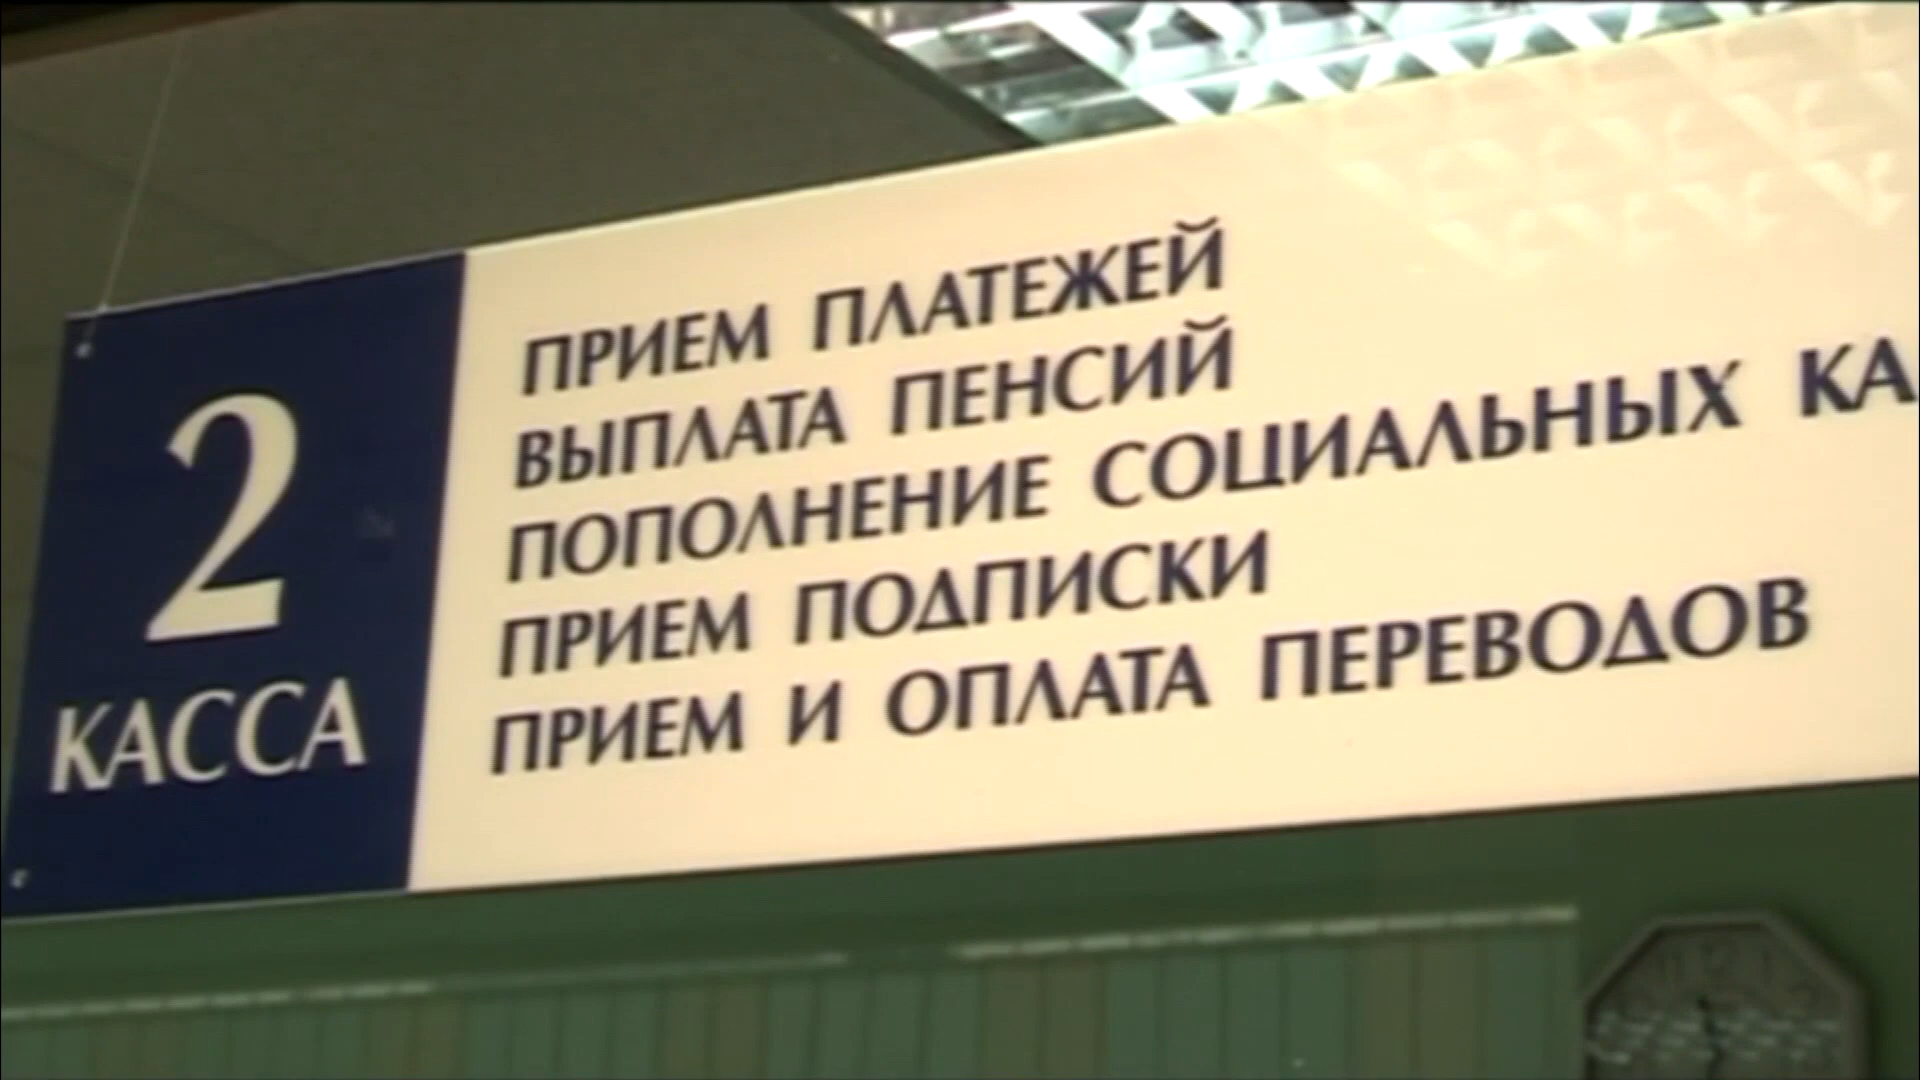 2
КАССА
ПРИЕМ ПЛАТЕЖЕЙ
ВЫПЛАТА ПЕНСИЙ
ПОПОЛНЕНИЕ СОЦИАЛЬНЫХ КА
ПРИЕМ ПОДПИСКИ
ПРИЕМ И ОПЛАТА ПЕРЕВОДОВ